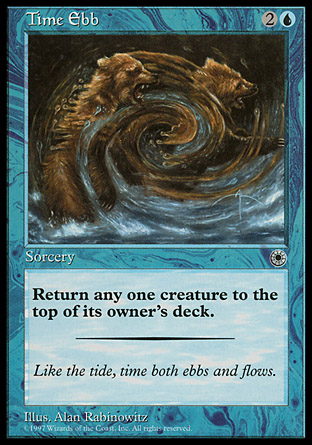 Time Ebb 2
Sorcery
Return any one creature to the
top of its owner's deck.
Like the tide, time both ebbs and flows.
Illus. Alan Rabinowitz
©1997 Wizards of the Coast, Inc. All rights reserved.